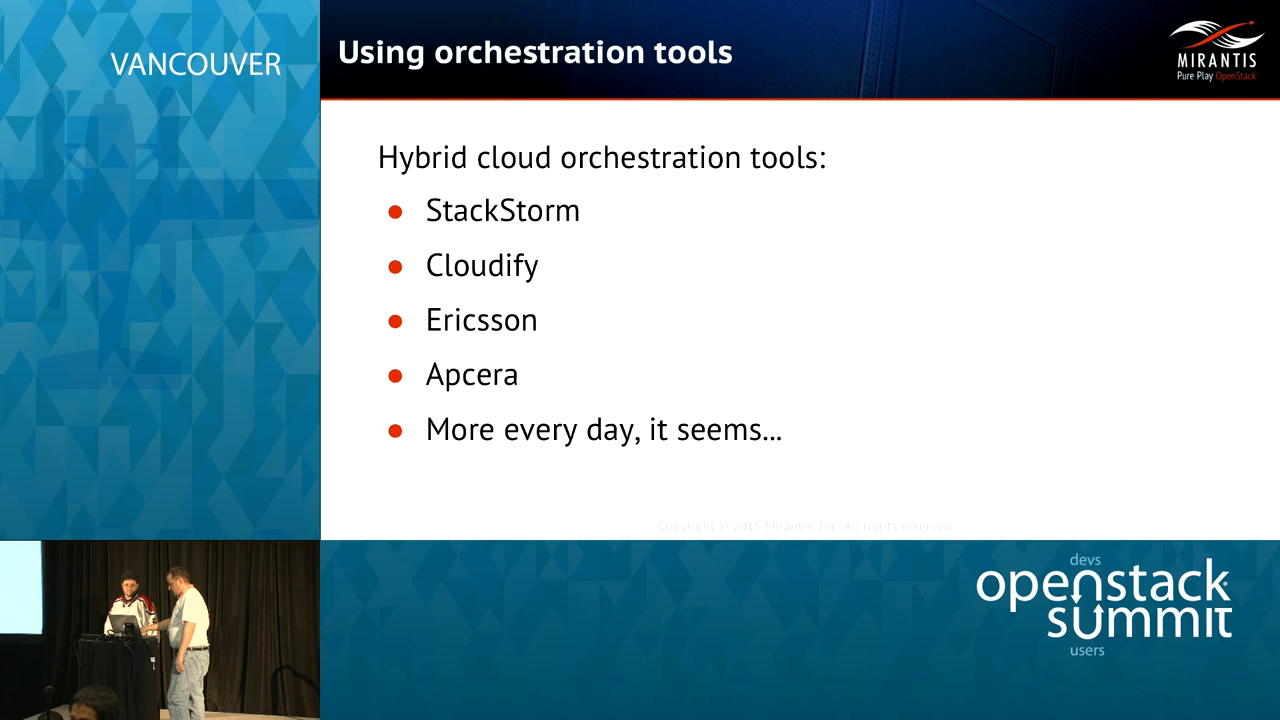 VANCOUVER
Using orchestration tools
MIRANTIS
Pure Play OpenStack
Hybrid cloud orchestration tools:
● StackStorm
● Cloudify
● Ericsson
● Apcera
● More every day, it seems...
Copyright © 2015 Mirantis, Inc. All rights reserved
devs
openstack
summit
users